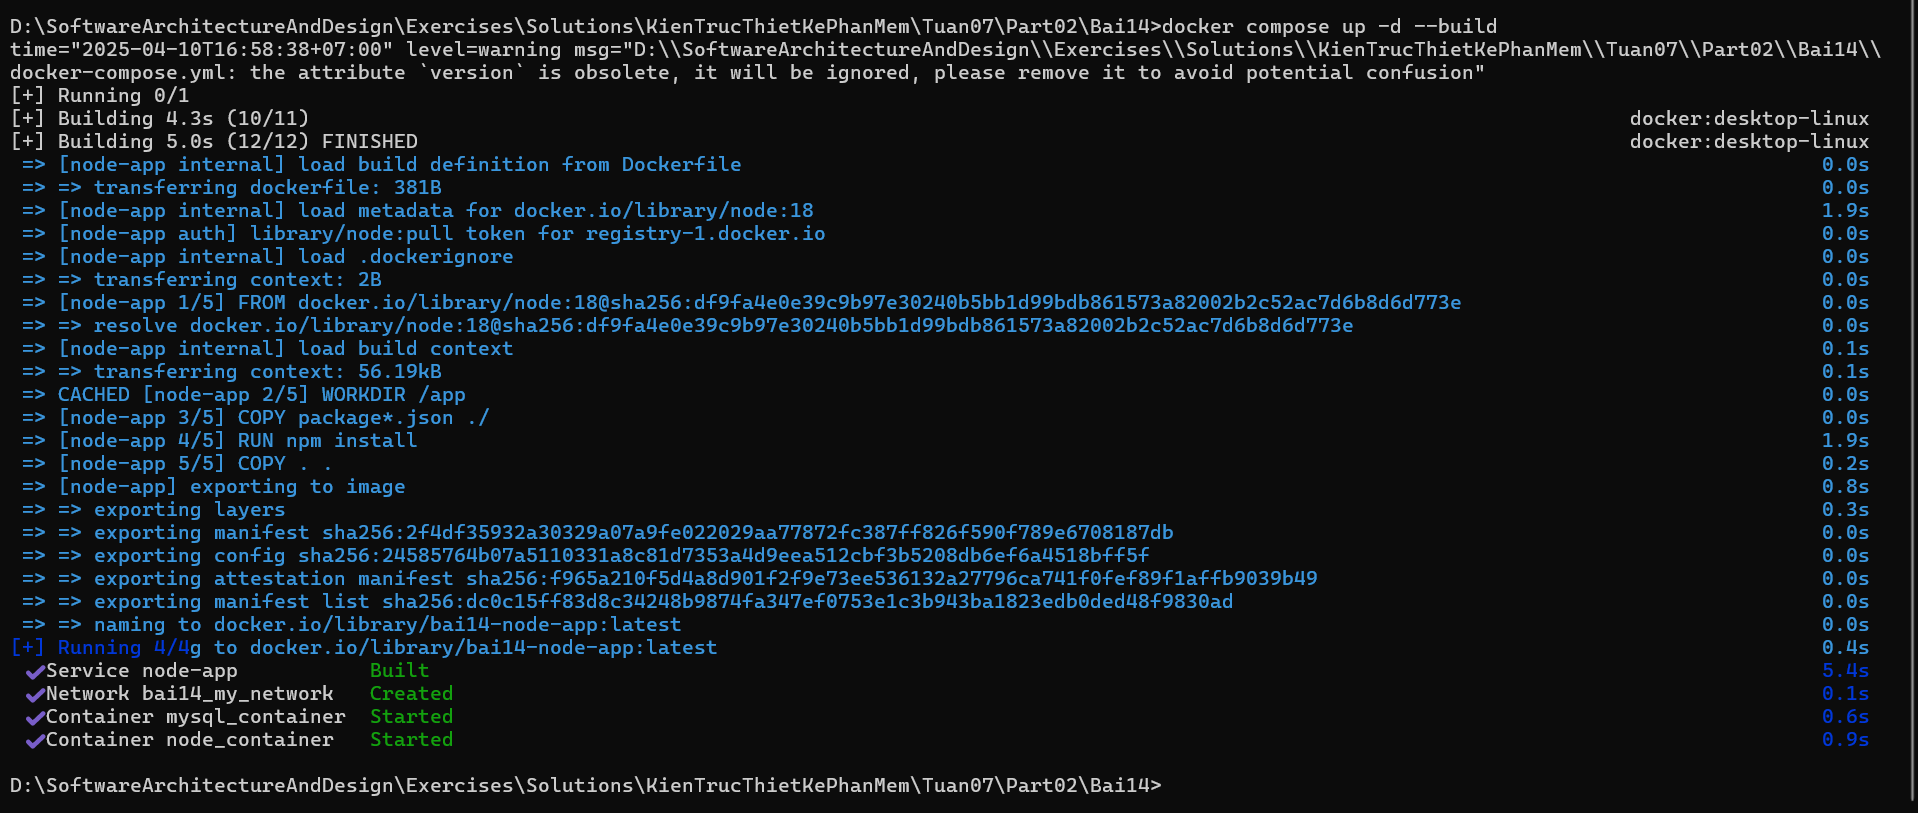 D:\SoftwareArchitectureAndDesign\Exercises\Solutions\KienTrucThietKePhanMem\Tuan07\Part02\Bai14>docker compose up -d --build
time="2025-04-10T16:58:38+07:00" level=warning msg="D:\\SoftwareArchitectureAndDesign\\Exercises\\Solutions\\KienTrucThietKePhanMem\\Tuan07\\Part02\\Bai14\\
docker-compose.yml: the attribute `version` is obsolete, it will be ignored, please remove it to avoid potential confusion"
[+] Running 0/1
[+] Building 4.3s (10/11) docker:desktop-linux
[+] Building 5.0s (12/12) FINISHED docker:desktop-linux
=> [node-app internal] load build definition from Dockerfile 0.0s
=> => transferring dockerfile: 381B 0.0s
=> [node-app internal] load metadata for docker.io/library/node:18 1.9s
=> [node-app auth] library/node:pull token for registry-1.docker.io 0.0s
=> [node-app internal] load .dockerignore 0.0s
=> => transferring context: 2B 0.0s
=> [node-app 1/5] FROM docker.io/library/node:18@sha256:df9fa4e0e39c9b97e30240b5bb1d99bdb861573a82002b2c52ac7d6b8d6d773e 0.0s
=> => resolve docker.io/library/node:18@sha256:df9fa4e0e39c9b97e30240b5bb1d99bdb861573a82002b2c52ac7d6b8d6d773e 0.0s
=> [node-app internal] load build context 0.1s
=> => transferring context: 56.19kB 0.1s
=> CACHED [node-app 2/5] WORKDIR /app 0.0s
=> [node-app 3/5] COPY package*.json ./ 0.0s
=> [node-app 4/5] RUN npm install 1.9s
=> [node-app 5/5] COPY . . 0.2s
=> [node-app] exporting to image 0.8s
=> => exporting layers 0.3s
=> => exporting manifest sha256:2f4df35932a30329a07a9fe022029aa77872fc387ff826f590f789e6708187db 0.0s
=> => exporting config sha256:24585764b07a5110331a8c81d7353a4d9eea512cbf3b5208db6ef6a4518bff5f 0.0s
=> => exporting attestation manifest sha256:f965a210f5d4a8d901f2f9e73ee536132a27796ca741f0fef89f1affb9039b49 0.0s
=> => exporting manifest list sha256:dc0c15ff83d8c34248b9874fa347ef0753e1c3b943ba1823edb0ded48f9830ad 0.0s
=> => naming to docker.io/library/bai14-node-app:latest 0.0s
[+] Running 4/4g to docker.io/library/bai14-node-app:latest 0.4s
✔Service node-app Built 5.4s
✔Network bai14_my_network Created 0.1s
✔Container mysql_container Started 0.6s
✔Container node_container Started 0.9s
D:\SoftwareArchitectureAndDesign\Exercises\Solutions\KienTrucThietKePhanMem\Tuan07\Part02\Bai14>